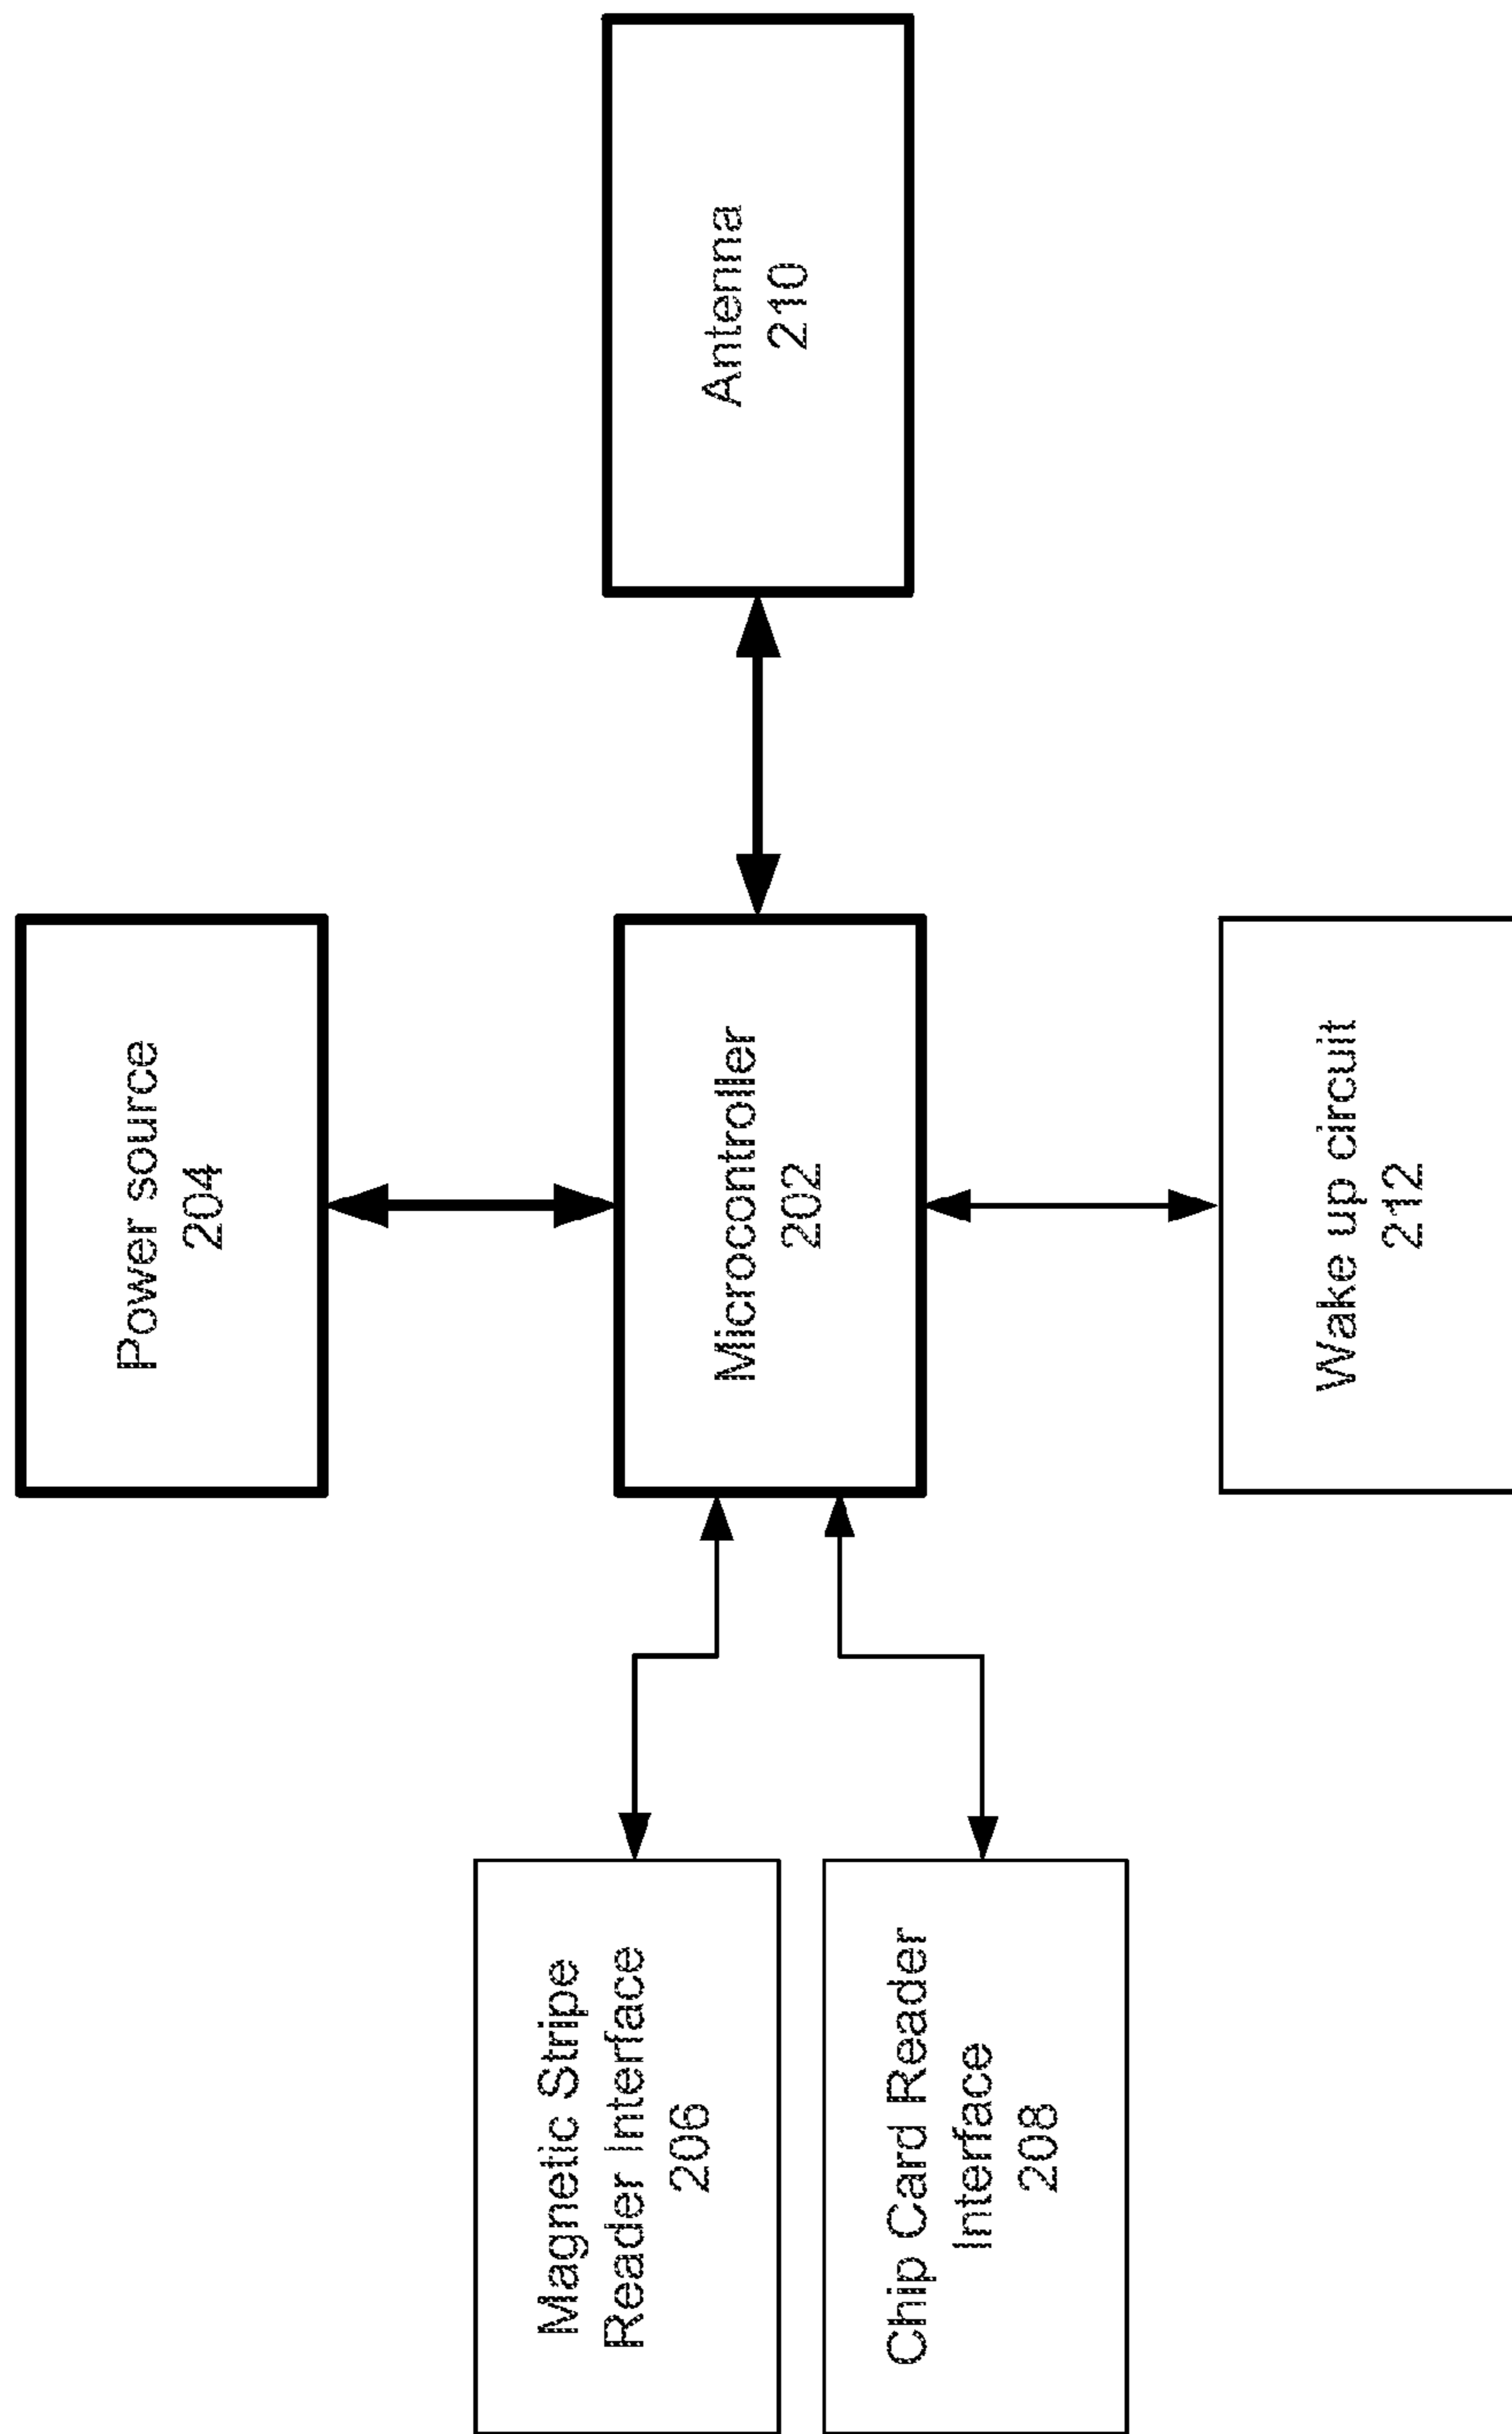 Power source
204
Magnetic Stripe
Reader Interface
206
Microcontroller
202
Antenna
210
Chip Card Reader
Interface
208
Wake up circuit
212